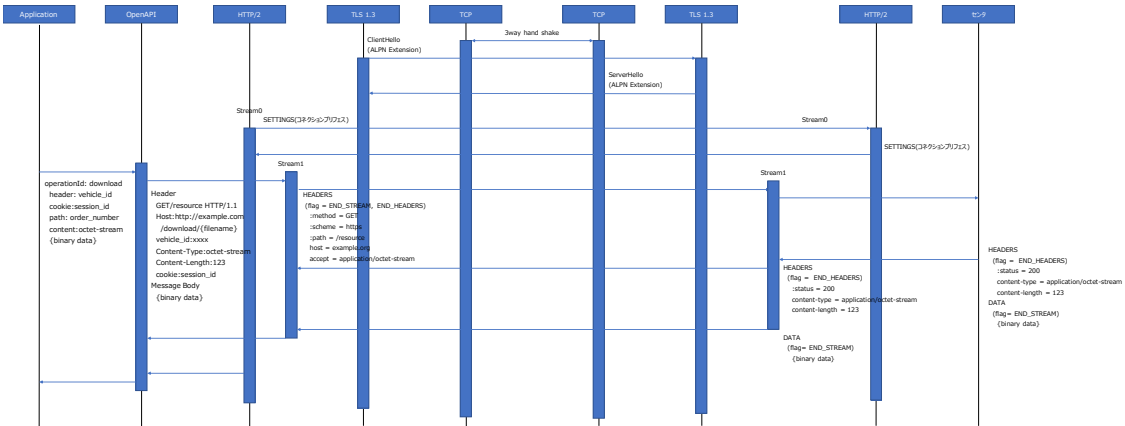 Application
OpenAPI
HTTP/2
TLS 1.3
TCP
TCP
TLS 1.3
HTTP/2
センタ
3way hand shake
ClientHello
(ALPN Extension)
ServerHello
(ALPN Extension)
Stream0
SETTINGS(コネクションプリフェス)
Stream0
SETTINGS(コネクションプリフェス)
operationId: download
header: vehicle_id
cookie:session_id
path: order_number
content:octet-stream
{binary data}
Header
GET/resource HTTP/1.1
Host:http://example.com
/download/{filename}
vehicle_id:xxxx
Content-Type:octet-stream
Content-Length:123
cookie:session_id
Message Body
{binary data}
Stream1
HEADERS
(flag = END_STREAM, END_HEADERS)
:method = GET
:scheme = https
:path = /resource
host = example.org
accept = application/octet-stream
Stream1
HEADERS
(flag = END_HEADERS)
:status = 200
content-type = application/octet-stream
content-length = 123
DATA
(flag= END_STREAM)
{binary data}
HEADERS
(flag = END_HEADERS)
:status = 200
content-type = application/octet-stream
content-length = 123
DATA
(flag= END_STREAM)
{binary data}